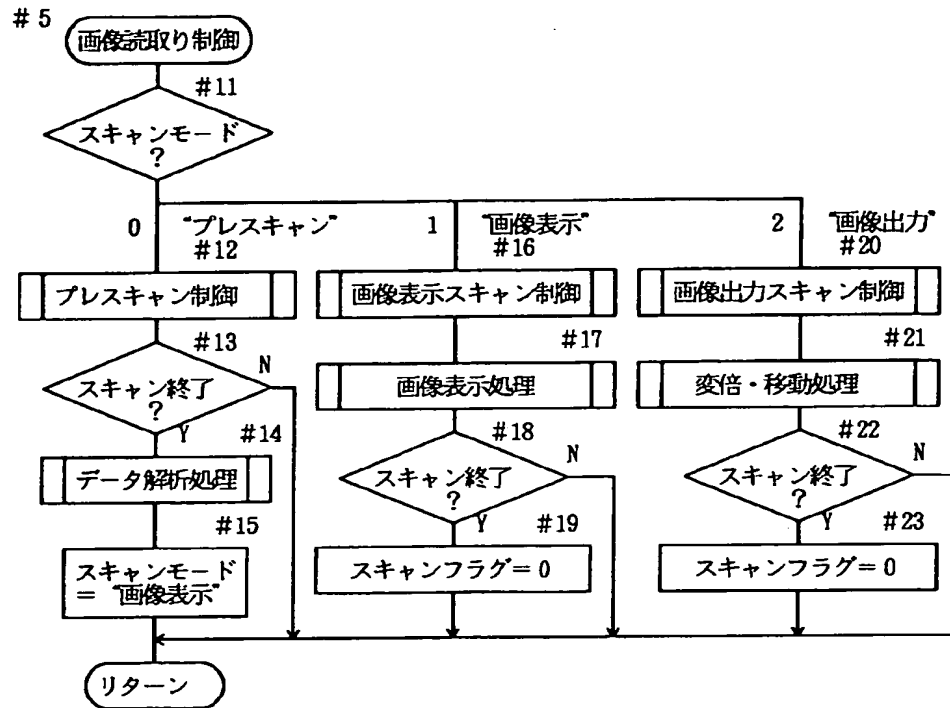 #5
画像読取り制御
#11
スキャンモード
?
0 "プレスキャン"
#12
プレスキャン制御
#13
スキャン終了
?
N
Y
#14
データ解析処理
#15
スキャンモード
= "画像表示"
1 "画像表示"
#16
画像表示スキャン制御
#17
画像表示処理
#18
スキャン終了
?
N
Y
#19
スキャンフラグ=0
2 "画像出力"
#20
画像出力スキャン制御
#21
変倍・移動処理
#22
スキャン終了
?
N
Y
#23
スキャンフラグ=0
リターン